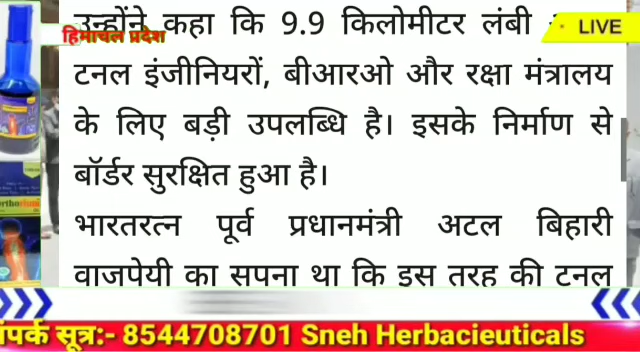 उन्होंने कहा कि 9.9 किलोमीटर लंबी
हिमाचल प्रदेश
LIVE
टनल इंजीनियरों, बीआरओ और रक्षा मंत्रालय
के लिए बड़ी उपलब्धि है। इसके निर्माण से
बॉर्डर सुरक्षित हुआ है।
भारतरत्न पूर्व प्रधानमंत्री अटल बिहारी
वाजपेयी का सपना था कि इस तरह की टनल
सूत्र:- 8544708701 Sneh Herbacieuticals